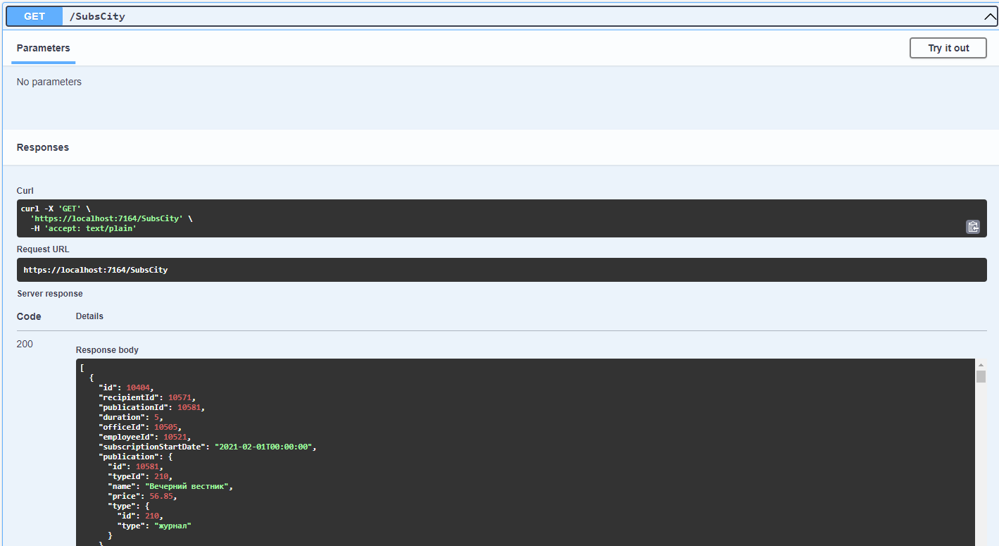 GET /SubsCity
Parameters
Try it out
No parameters
Responses
Curl
curl -X 'GET' \
  'https://localhost:7164/SubsCity' \
  -H 'accept: text/plain'
Request URL
https://localhost:7164/SubsCity
Server response
Code Details
200
Response body
[
  {
    "id": 10404,
    "recipientId": 10571,
    "publicationId": 10581,
    "duration": 5,
    "officeId": 10505,
    "employeeId": 10521,
    "subscriptionStartDate": "2021-02-01T00:00:00",
    "publication": {
      "id": 10581,
      "typeId": 210,
      "name": "Вечерний вестник",
      "price": 56.85,
      "type": {
        "id": 210,
        "type": "журнал"
      }
    }